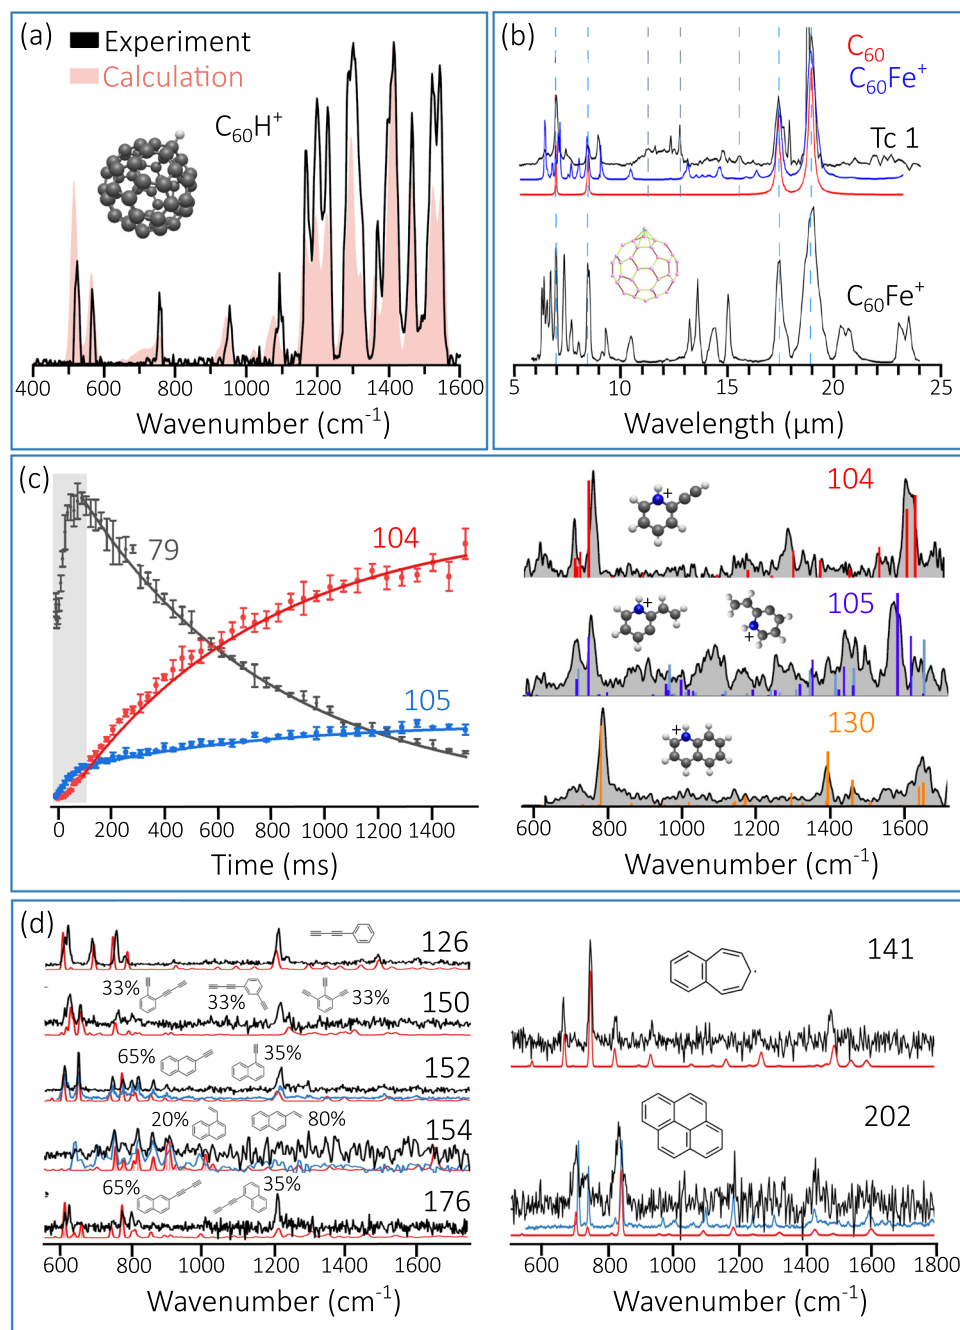 (a)
Experiment
Calculation
C60H+
400 600 800 1000 1200 1400 1600
Wavenumber (cm-1)
(b)
C60
C60Fe+
Tc 1
C60Fe+
5 10 15 20 25
Wavelength (μm)
(c)
79
104
105
0 200 400 600 800 1000 1200 1400
Time (ms)
104
+
105
+
+
130
+
600 800 1000 1200 1400 1600
Wavenumber (cm-1)
(d)
126
150
33%
33%
33%
152
65%
35%
154
20%
80%
176
65%
35%
600 800 1000 1200 1400 1600
Wavenumber (cm-1)
141
202
600 800 1000 1200 1400 1600 1800
Wavenumber (cm-1)